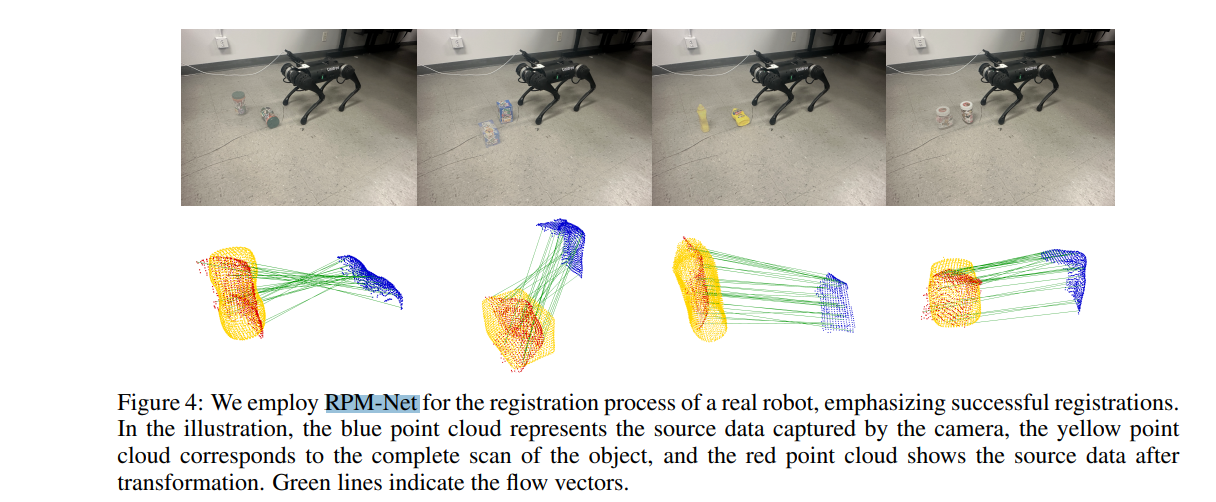 Figure 4: We employ RPM-Net for the registration process of a real robot, emphasizing successful registrations.
In the illustration, the blue point cloud represents the source data captured by the camera, the yellow point
cloud corresponds to the complete scan of the object, and the red point cloud shows the source data after
transformation. Green lines indicate the flow vectors.